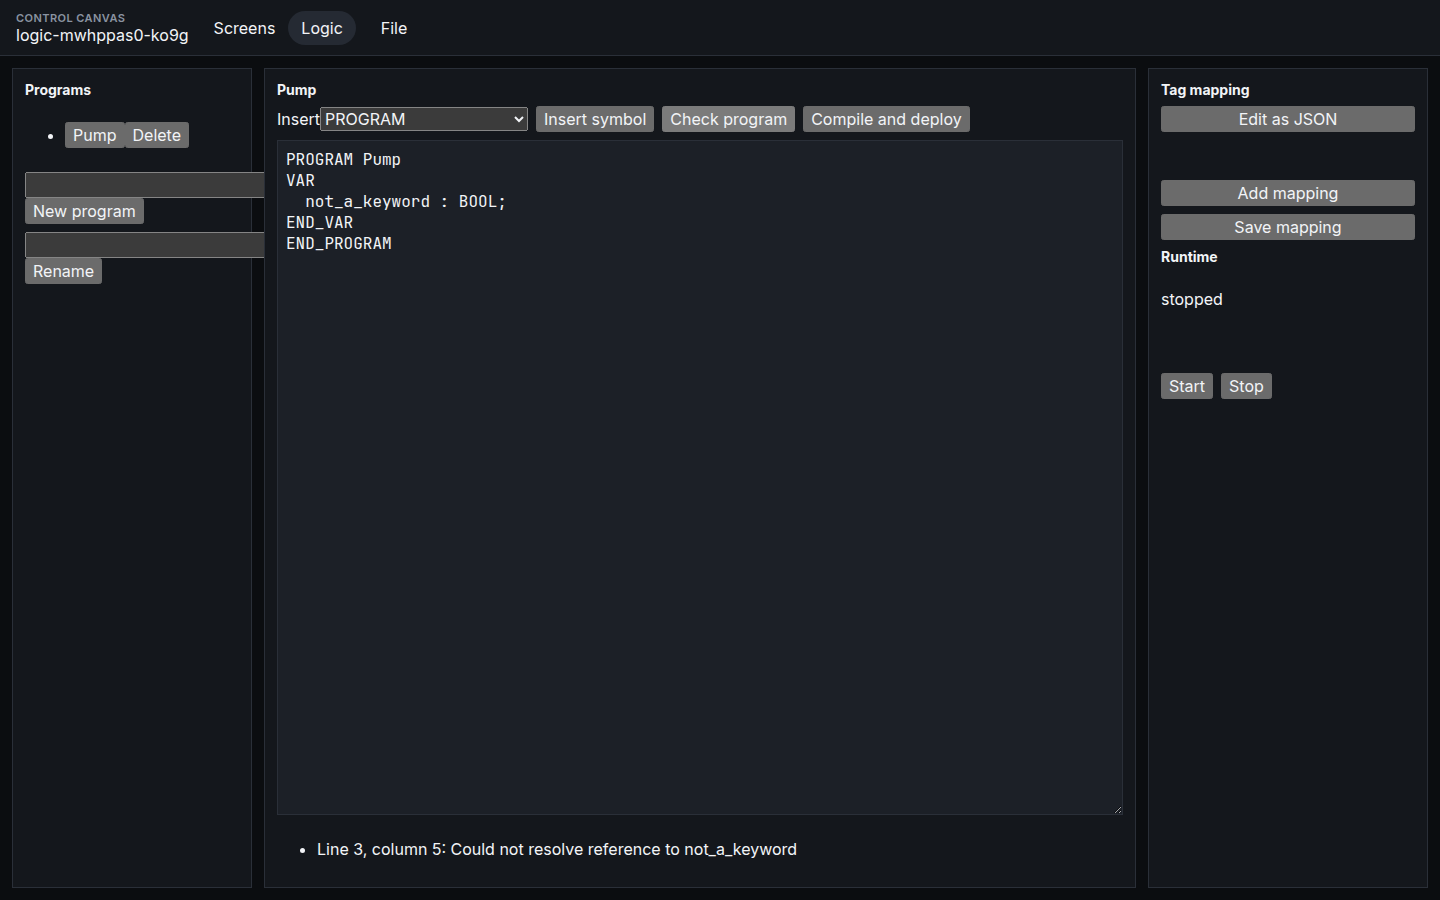 CONTROL CANVAS
logic-mwhppas0-ko9g
Screens Logic File
Programs
Pump Delete
New program
Rename
Pump
Insert PROGRAM Insert symbol Check program Compile and deploy
PROGRAM Pump
VAR
not_a_keyword : BOOL;
END_VAR
END_PROGRAM
Line 3, column 5: Could not resolve reference to not_a_keyword
Tag mapping
Edit as JSON
Add mapping
Save mapping
Runtime
stopped
Start Stop